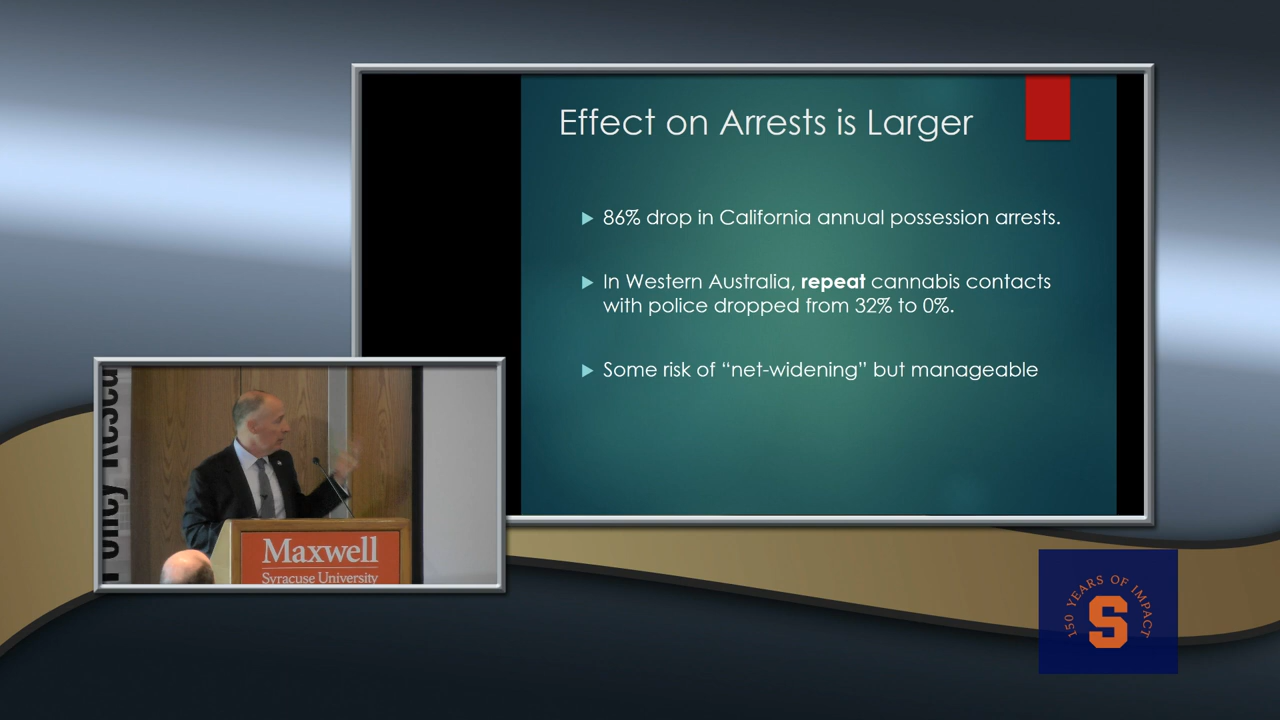 Effect on Arrests is Larger
86% drop in California annual possession arrests.
In Western Australia, repeat cannabis contacts
with police dropped from 32% to 0%.
Some risk of “net-widening” but manageable
Policy
Maxwell
Syracuse University
150 YEARS OF IMPACT
S